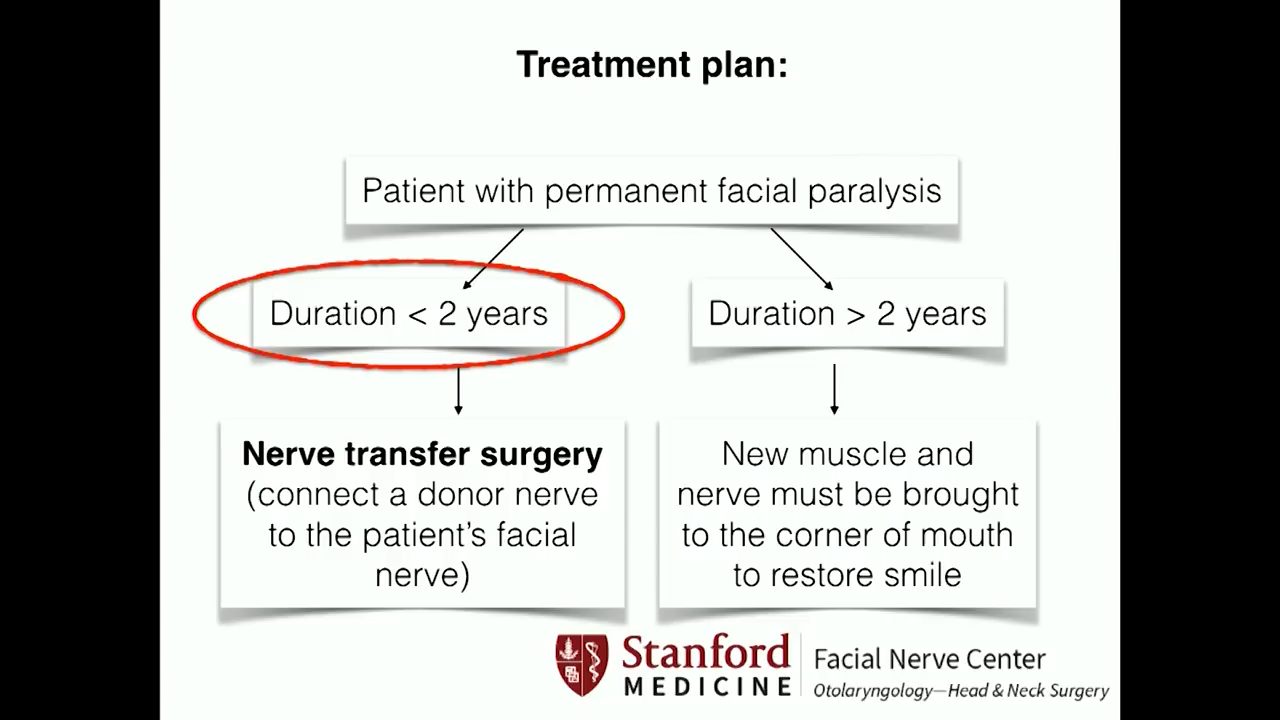 Treatment plan:
Patient with permanent facial paralysis
Duration < 2 years
Duration > 2 years
Nerve transfer surgery
(connect a donor nerve
to the patient's facial
nerve)
New muscle and
nerve must be brought
to the corner of mouth
to restore smile
Stanford
MEDICINE
Facial Nerve Center
Otolaryngology—Head & Neck Surgery